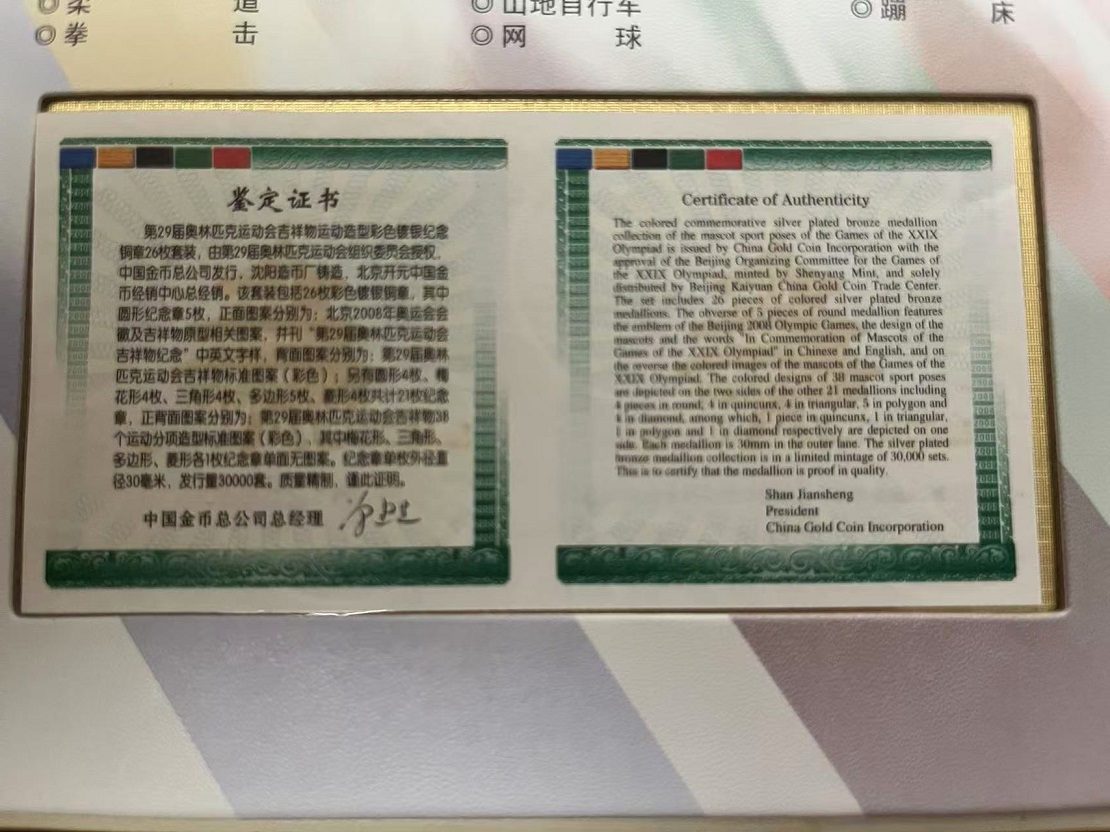 ◎柔 道
◎拳 击
◎山地自行车
◎网 球
◎蹦 床
鉴定证书
第29届奥林匹克运动会吉祥物运动造型彩色镀银纪念
铜章26枚套装，由第29届奥林匹克运动会组织委员会授权，
中国金币总公司发行，沈阳造币厂铸造，北京开元中国金
币经销中心总经销。该套装包括26枚彩色镀银铜章，其中
圆形纪念章5枚，正面图案分别为：北京2008年奥运会会
徽及吉祥物原型相关图案，并刊“第29届奥林匹克运动会
吉祥物纪念”中英文字样，背面图案分别为：第29届奥林
匹克运动会吉祥物标准图案（彩色）；另有圆形4枚、梅
花形4枚、三角形4枚、多边形5枚、菱形4枚共计21枚纪念
章，正背面图案分别为：第29届奥林匹克运动会吉祥物38
个运动分项造型标准图案（彩色），其中梅花形、三角形、
多边形、菱形各1枚纪念章单面无图案。纪念章单枚外径直
径30毫米，发行量30000套。质量精制，谨此证明。
中国金币总公司总经理
Certificate of Authenticity
The colored commemorative silver plated bronze medallion
collection of the mascot sport poses of the Games of the XXIX
Olympiad is issued by China Gold Coin Incorporation with the
approval of the Beijing Organizing Committee for the Games of
the XXIX Olympiad, minted by Shenyang Mint, and solely
distributed by Beijing Kaiyuan China Gold Coin Trade Center.
The set includes 26 pieces of colored silver plated bronze
medallions. The obverse of 5 pieces of round medallion features
the emblem of the Beijing 2008 Olympic Games, the design of the
mascots and the words "In Commemoration of Mascots of the
Games of the XXIX Olympiad" in Chinese and English, and on
the reverse the colored images of the mascots of the Games of the
XXIX Olympiad. The colored designs of 38 mascot sport poses
are depicted on the two sides of the other 21 medallions including
4 pieces in round, 4 in quincunx, 4 in triangular, 5 in polygon and
4 in diamond, among which, 1 piece in quincunx, 1 in triangular,
1 in polygon and 1 in diamond respectively are depicted on one
side. Each medallion is 30mm in the outer lane. The silver plated
bronze medallion collection is in a limited mintage of 30,000 sets.
This is to certify that the medallion is proof in quality.
Shan Jiansheng
President
China Gold Coin Incorporation